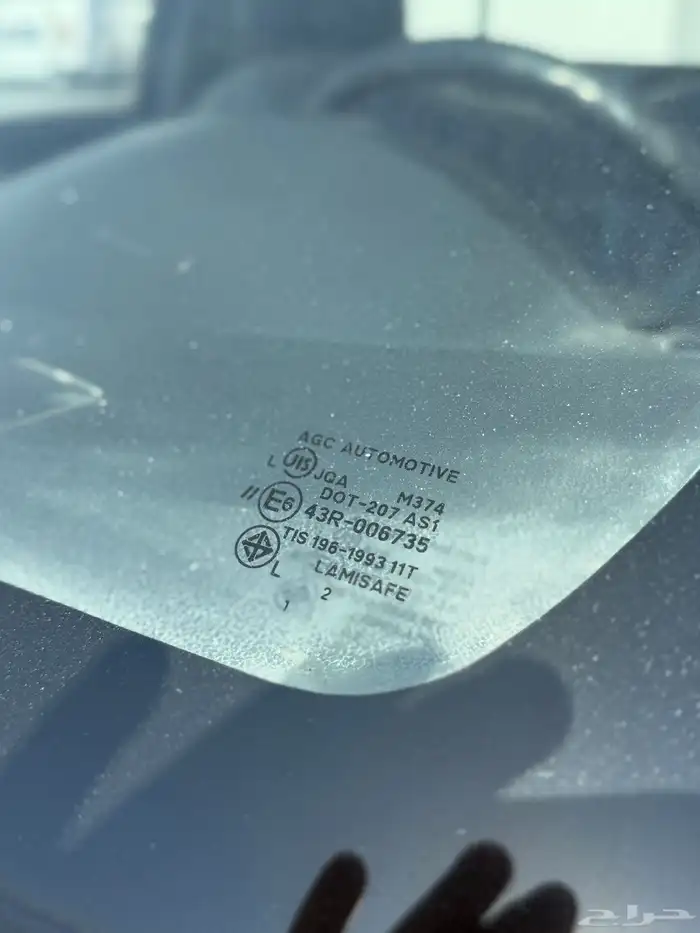 AGC AUTOMOTIVE
L JIS JQA M374
DOT-207 AS1
// E6 43R-006735
TIS 196-1993 11T
L LAMISAFE
1 2
حراج